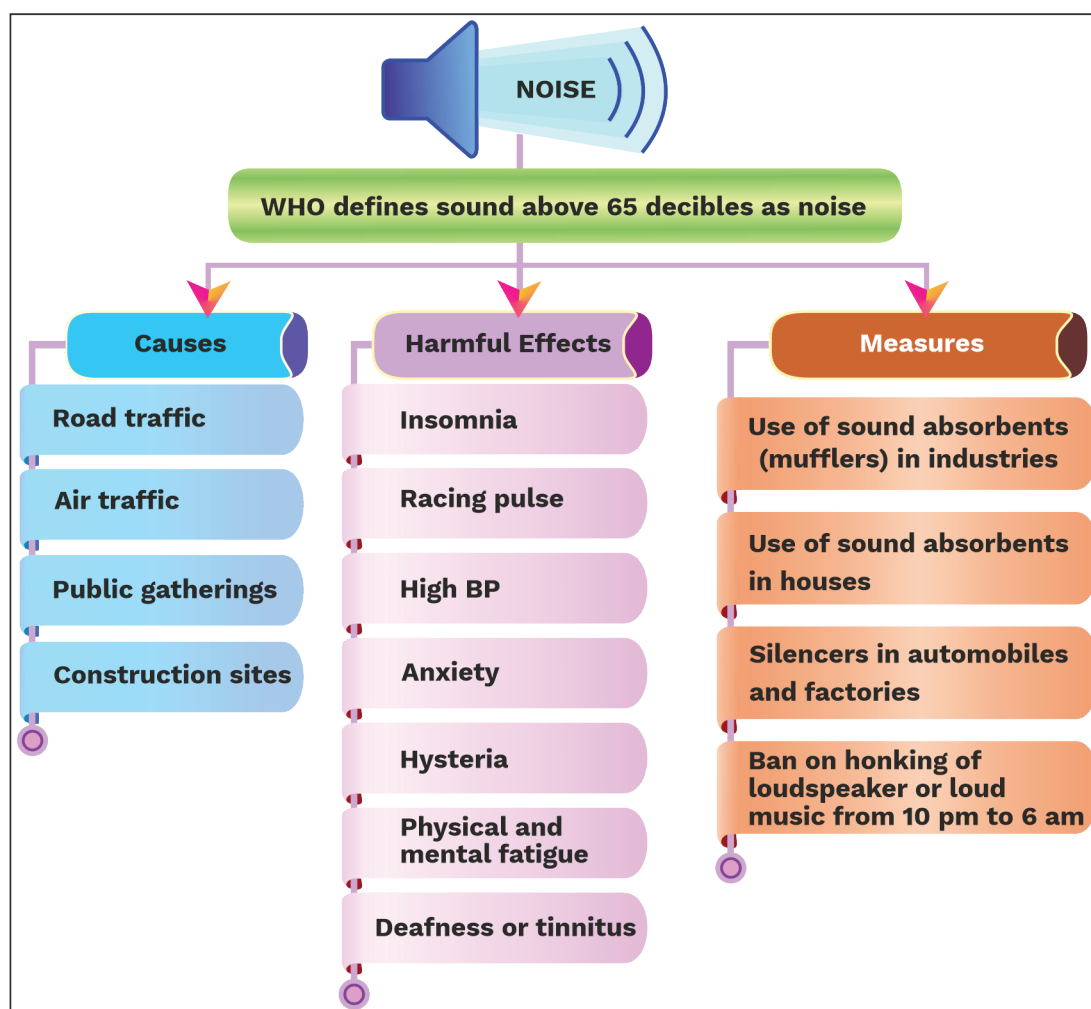 NOISE
WHO defines sound above 65 decibles as noise
Causes
Road traffic
Air traffic
Public gatherings
Construction sites
Harmful Effects
Insomnia
Racing pulse
High BP
Anxiety
Hysteria
Physical and
mental fatigue
Deafness or tinnitus
Measures
Use of sound absorbents
(mufflers) in industries
Use of sound absorbents
in houses
Silencers in automobiles
and factories
Ban on honking of
loudspeaker or loud
music from 10 pm to 6 am